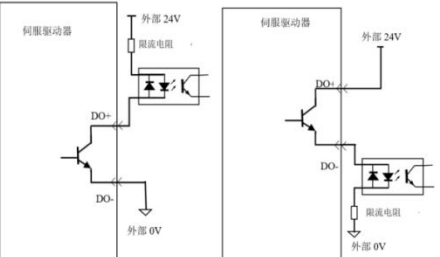 伺服驱动器
外部 24V
限流电阻
DO+
DO-
外部 0V
伺服驱动器
外部 24V
DO+
DO-
限流电阻
外部 0V